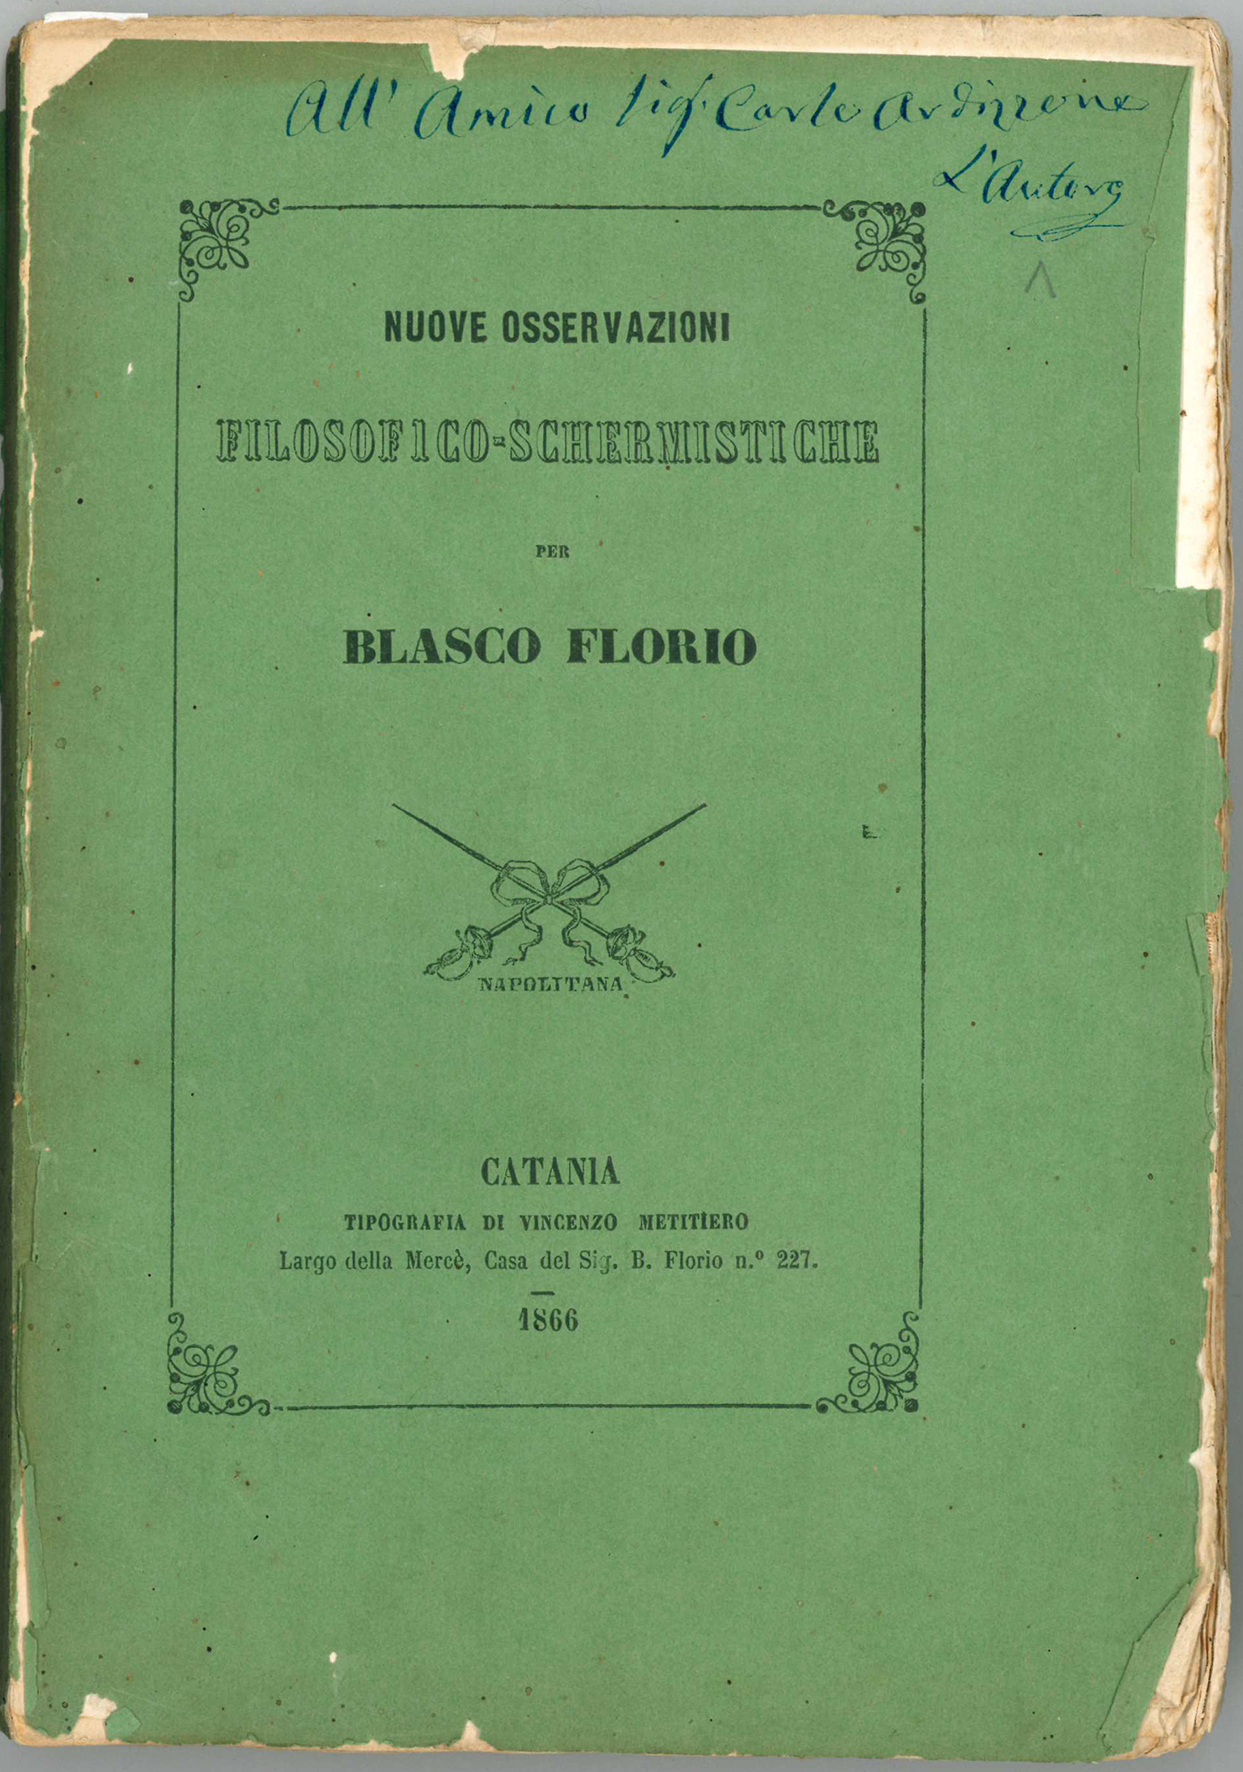 All' Amico Sig.r Carlo Ardizzone
L'Autore
NUOVE OSSERVAZIONI
FILOSOFICO-SCHERMISTICHE
PER
BLASCO FLORIO
NAPOLITANA
CATANIA
TIPOGRAFIA DI VINCENZO METITIERO
Largo della Mercè, Casa del Sig. B. Florio n.º 227.
1866